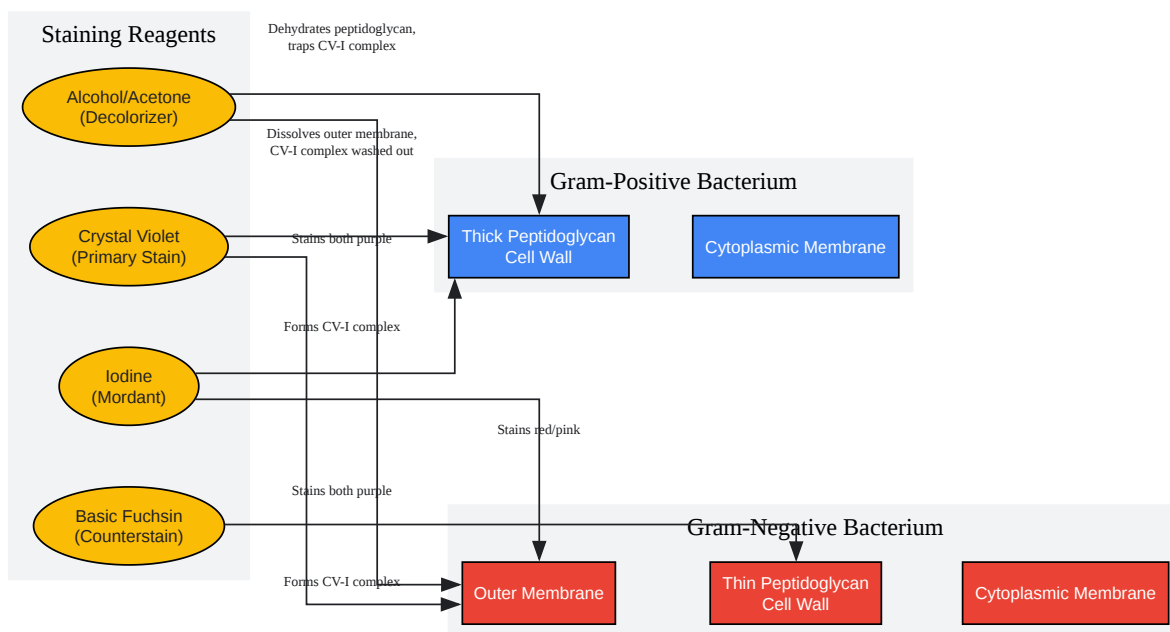 Staining Reagents
Alcohol/Acetone
(Decolorizer)
Crystal Violet
(Primary Stain)
Iodine
(Mordant)
Basic Fuchsin
(Counterstain)
Dehydrates peptidoglycan,
traps CV-I complex
Dissolves outer membrane,
CV-I complex washed out
Stains both purple
Forms CV-I complex
Stains red/pink
Stains both purple
Forms CV-I complex
Gram-Positive Bacterium
Thick Peptidoglycan
Cell Wall
Cytoplasmic Membrane
Gram-Negative Bacterium
Outer Membrane
Thin Peptidoglycan
Cell Wall
Cytoplasmic Membrane